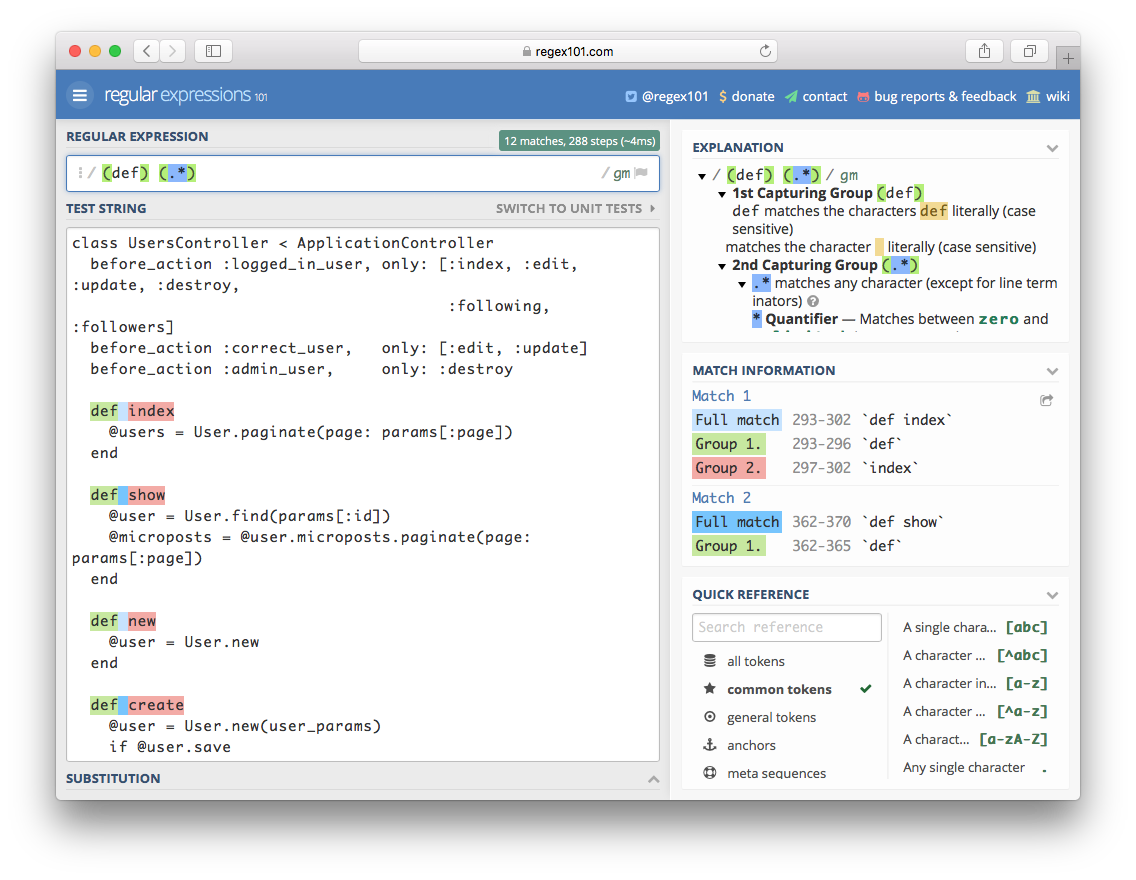 regex101.com
regular expressions 101
@regex101 $ donate contact bug reports & feedback wiki
REGULAR EXPRESSION
12 matches, 288 steps (~4ms)
/ (def) (.*) / gm
TEST STRING
SWITCH TO UNIT TESTS
class UsersController < ApplicationController
  before_action :logged_in_user, only: [:index, :edit,
:update, :destroy,
                                         :following,
:followers]
  before_action :correct_user,   only: [:edit, :update]
  before_action :admin_user,     only: :destroy
  def index
    @users = User.paginate(page: params[:page])
  end
  def show
    @user = User.find(params[:id])
    @microposts = @user.microposts.paginate(page:
params[:page])
  end
  def new
    @user = User.new
  end
  def create
    @user = User.new(user_params)
    if @user.save
SUBSTITUTION
EXPLANATION
/ (def) (.*) / gm
1st Capturing Group (def)
def matches the characters def literally (case
sensitive)
matches the character   literally (case sensitive)
2nd Capturing Group (.*)
.* matches any character (except for line term
inators)
* Quantifier — Matches between zero and
MATCH INFORMATION
Match 1
Full match 293-302 `def index`
Group 1. 293-296 `def`
Group 2. 297-302 `index`
Match 2
Full match 362-370 `def show`
Group 1. 362-365 `def`
QUICK REFERENCE
Search reference
all tokens
common tokens
general tokens
anchors
meta sequences
A single chara... [abc]
A character ... [^abc]
A character in... [a-z]
A character ... [^a-z]
A charact... [a-zA-Z]
Any single character .